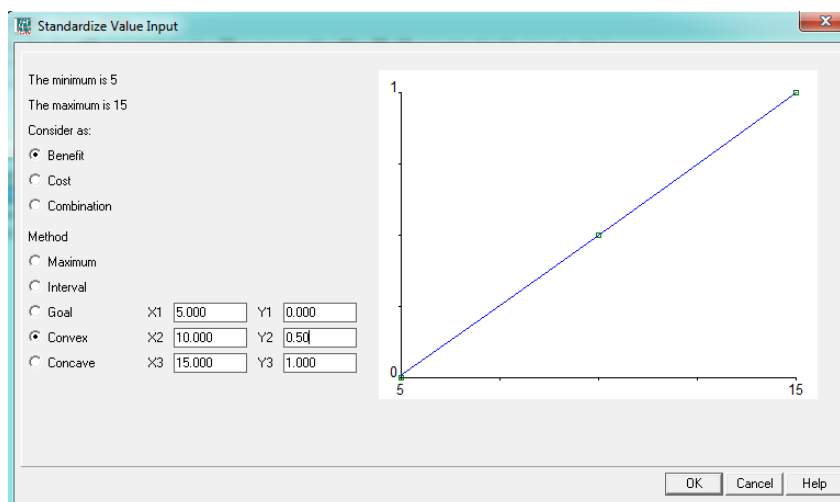 Standardize Value Input
The minimum is 5
The maximum is 15
Consider as:
Benefit
Cost
Combination
Method
Maximum
Interval
Goal X1 5.000 Y1 0.000
Convex X2 10.000 Y2 0.50
Concave X3 15.000 Y3 1.000
1
0
5 15
OK Cancel Help